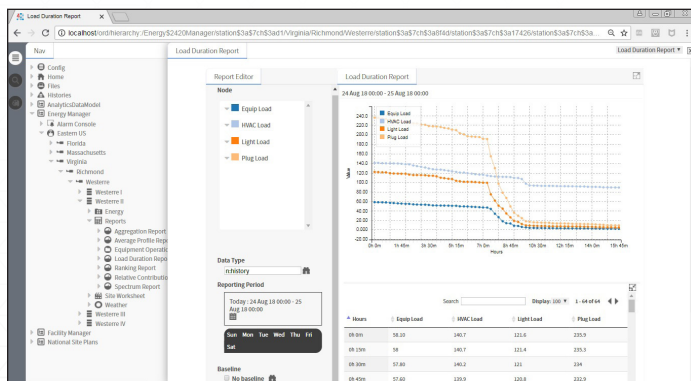 Load Duration Report
localhost/ord/hierarchy:/Energy$2420Manager/station$3a$7ch$3ad1/Virginia/Richmond/Westerre/station$3a$7ch$3a8f4d/station$3a$7ch$3a17426/station$3a$7ch$3a...
Nav
Load Duration Report
Load Duration Report
Config
Home
Files
Histories
AnalyticsDataModel
Energy Manager
Alarm Console
Eastern US
Florida
Massachusetts
Virginia
Richmond
Westerre
Westerre I
Westerre II
Energy
Reports
Aggregation Report
Average Profile Repo
Equipment Operatio
Load Duration Repo
Ranking Report
Relative Contributio
Spectrum Report
Site Worksheet
Weather
Westerre III
Westerre IV
Facility Manager
National Site Plans
Report Editor
Node
Equip Load
HVAC Load
Light Load
Plug Load
Data Type
n:history
Reporting Period
Today : 24 Aug 18 00:00 - 25
Aug 18 00:00
Sun Mon Tue Wed Thu Fri
Sat
Baseline
No baseline
Load Duration Report
24 Aug 18 00:00 - 25 Aug 18 00:00
Equip Load
HVAC Load
Light Load
Plug Load
240.0
220.0
200.0
180.0
160.0
140.0
120.0
100.0
80.00
60.00
40.00
20.00
0.000
-20.00
Value
0h 0m 1h 45m 3h 30m 5h 15m 7h 0m 8h 45m 10h 30m 12h 15m 14h 0m 15h 45m
Hours
Search Display: 100 1 - 64 of 64
Hours Equip Load HVAC Load Light Load Plug Load
0h 0m 58.10 140.7 121.6 235.9
0h 15m 58 140.7 121.4 235.3
0h 30m 57.80 140.2 121 234
0h 45m 57.60 139.9 120.8 232.9